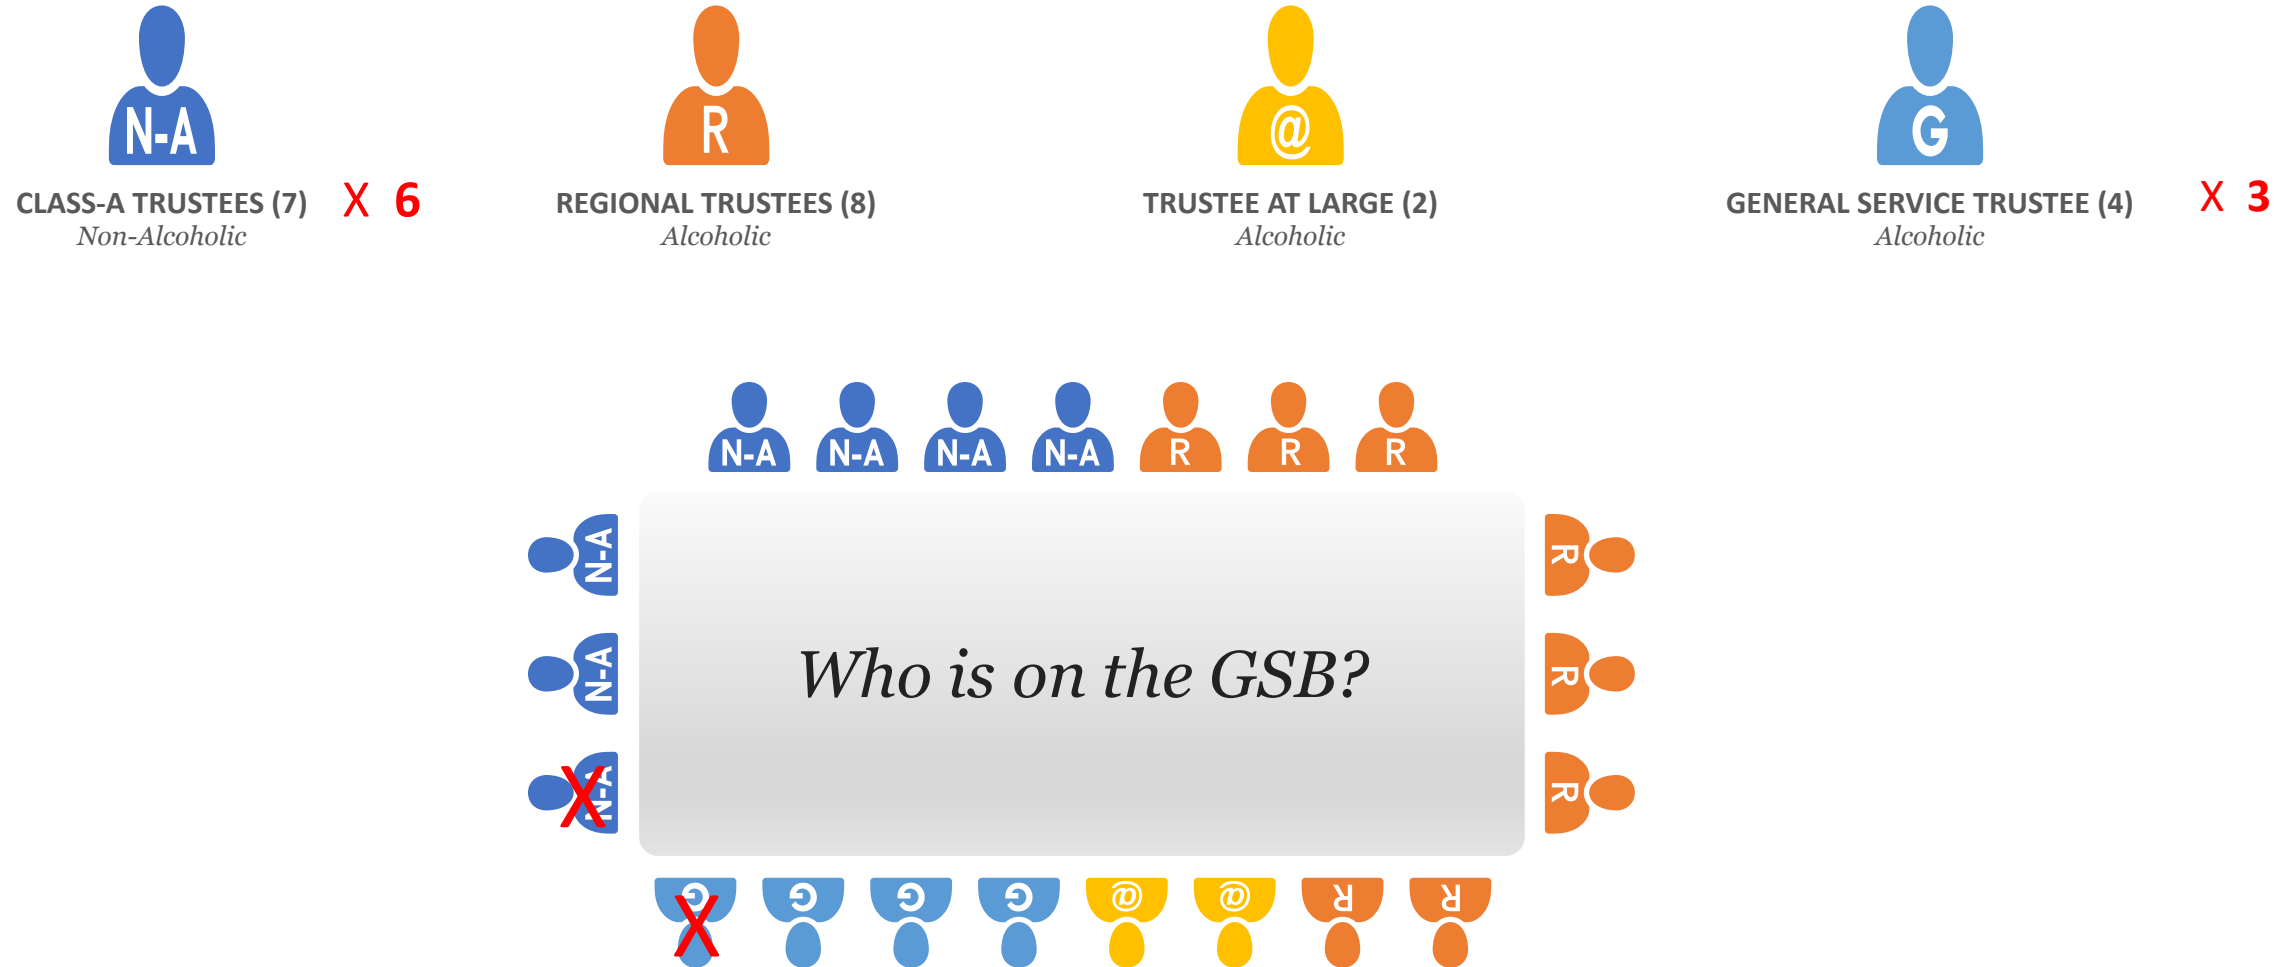 N-A
R
@
G
CLASS-A TRUSTEES (7) X 6
Non-Alcoholic
REGIONAL TRUSTEES (8)
Alcoholic
TRUSTEE AT LARGE (2)
Alcoholic
GENERAL SERVICE TRUSTEE (4) X 3
Alcoholic
N-A N-A N-A N-A R R R
N-A
R
N-A
R
Who is on the GSB?
N-A X
R
G X G G G @ @ R R